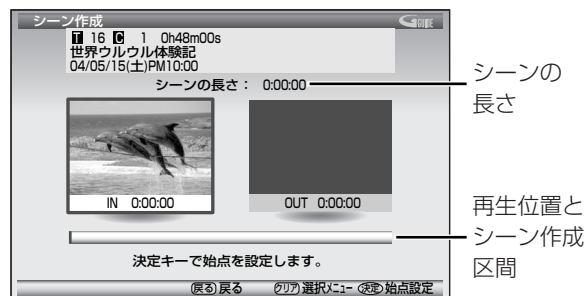 シーン作成
GGUIDE
T 16 C 1 0h48m00s
世界ウルウル体験記
04/05/15(土)PM10:00
シーンの長さ： 0:00:00
IN 0:00:00
OUT 0:00:00
決定キーで始点を設定します。
戻る 戻る クリア 選択メニュー 決定 始点設定
シーンの
長さ
再生位置と
シーン作成
区間